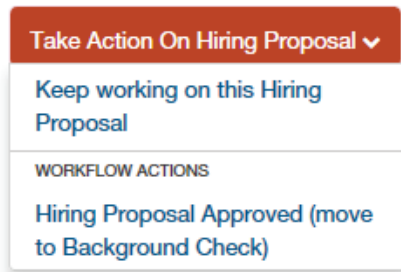 Take Action On Hiring Proposal
Keep working on this Hiring
Proposal
WORKFLOW ACTIONS
Hiring Proposal Approved (move
to Background Check)